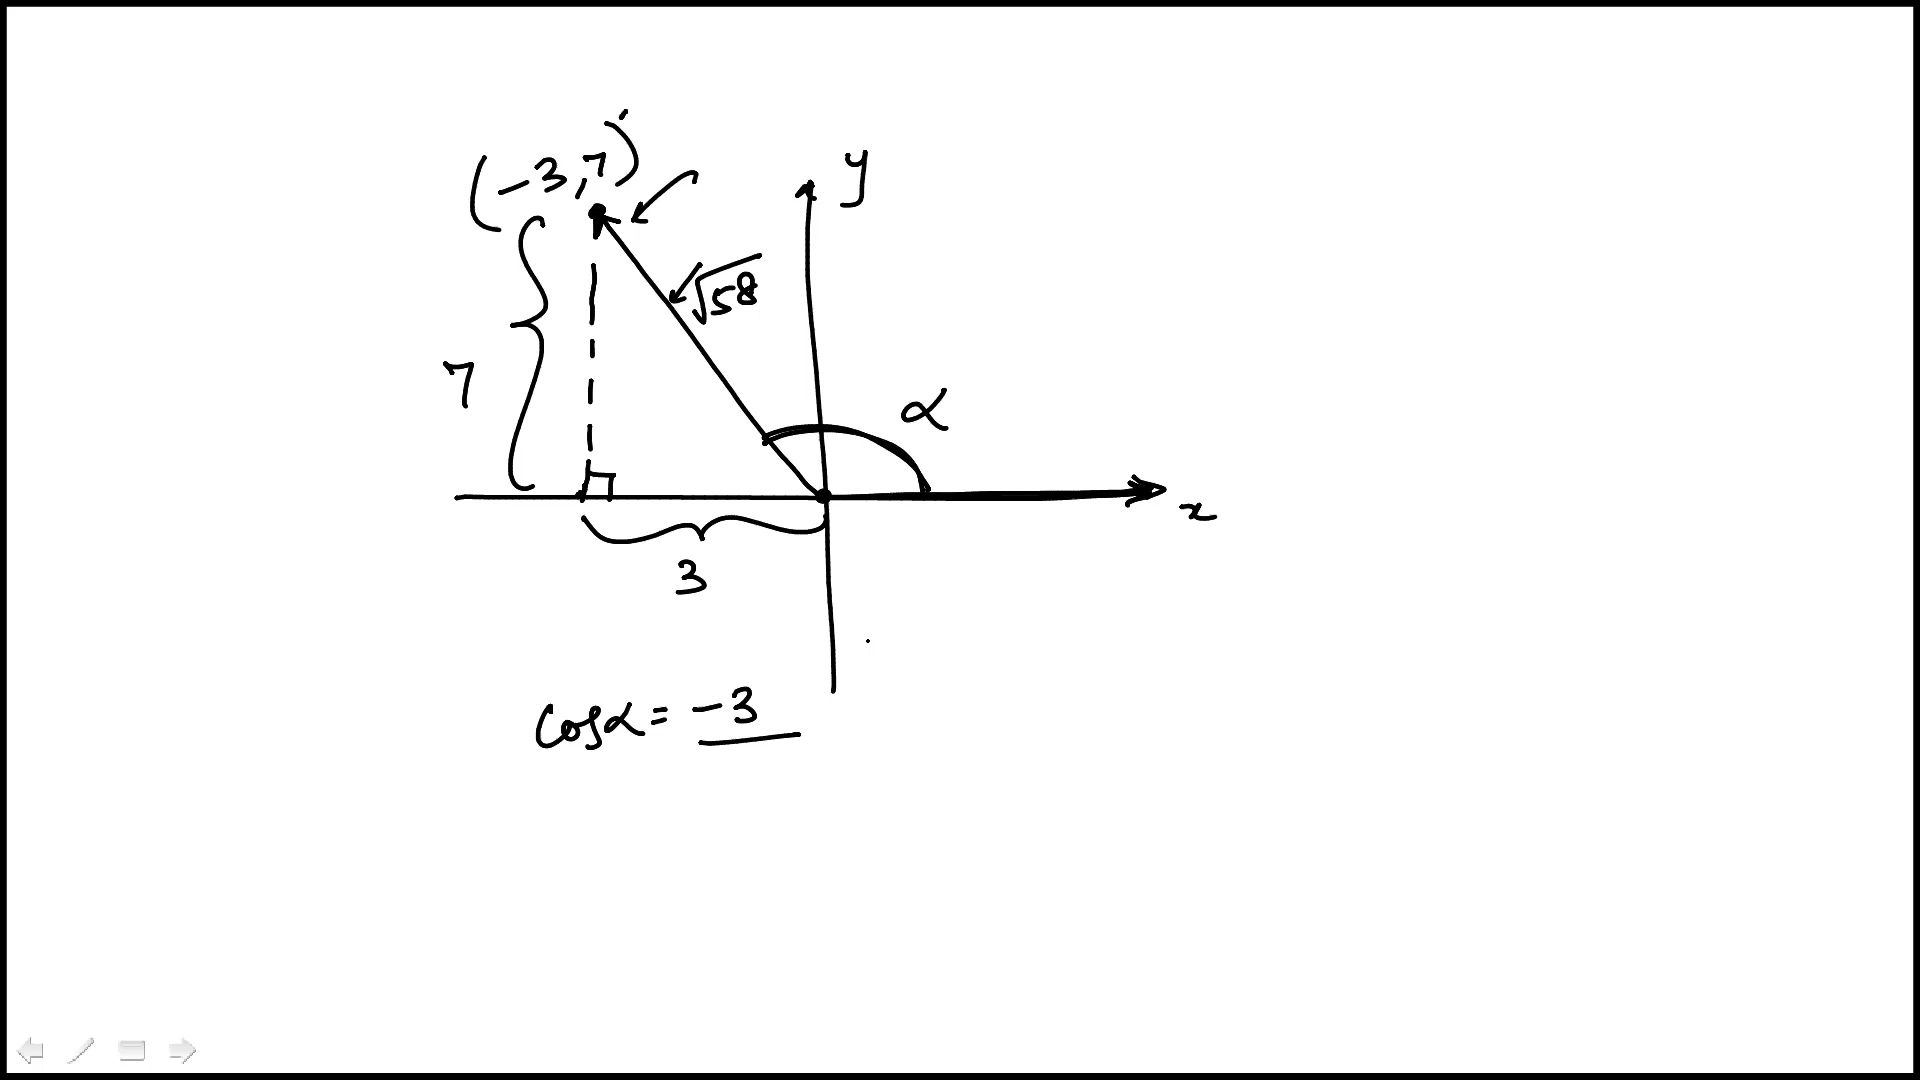 (-3,7)
y
√58
7
α
x
3
cosα = -3